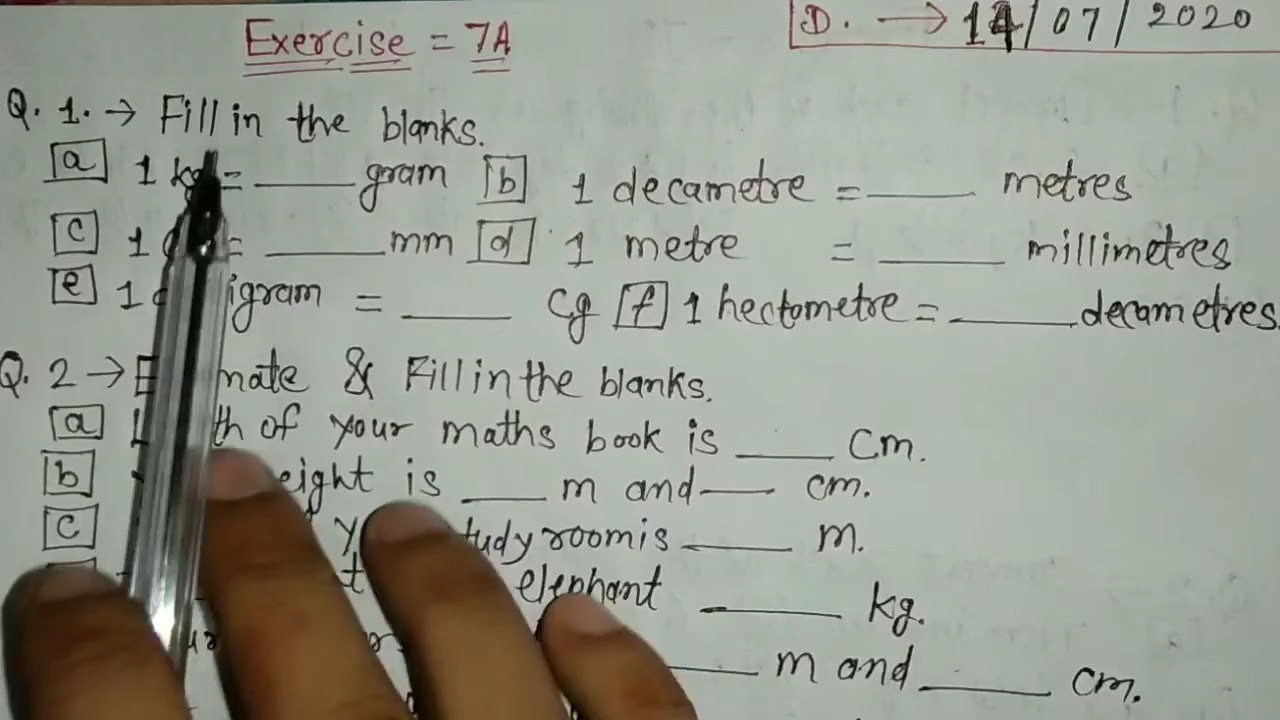 Exercise = 7A
D. → 14/07/2020
Q. 1. → Fill in the blanks.
a 1 kg = ____ gram b 1 decametre = ____ metres
c 1 = ____ mm d 1 metre = ____ millimetres
e 1 igram = ____ Cg f 1 hectometre = ____ decametres.
Q. 2 → E mate & Fill in the blanks.
a th of your maths book is ____ Cm.
b eight is ____ m and ____ cm.
c y tudy room is ____ m.
t elephant ____ kg.
____ m and ____ cm.